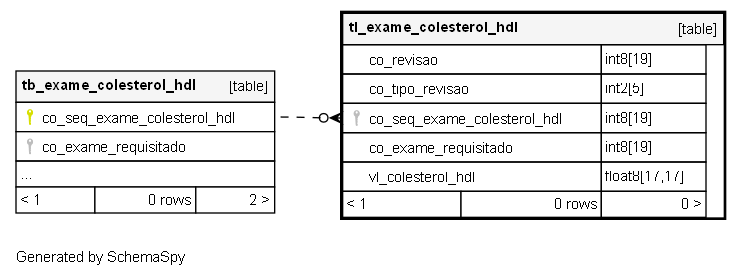 tl_exame_colesterol_hdl [table]
co_revisao int8[19]
co_tipo_revisao int2[5]
co_seq_exame_colesterol_hdl int8[19]
co_exame_requisitado int8[19]
vl_colesterol_hdl float8[17,17]
< 1 0 rows 0 >
tb_exame_colesterol_hdl [table]
co_seq_exame_colesterol_hdl
co_exame_requisitado
...
< 1 0 rows 2 >
Generated by SchemaSpy